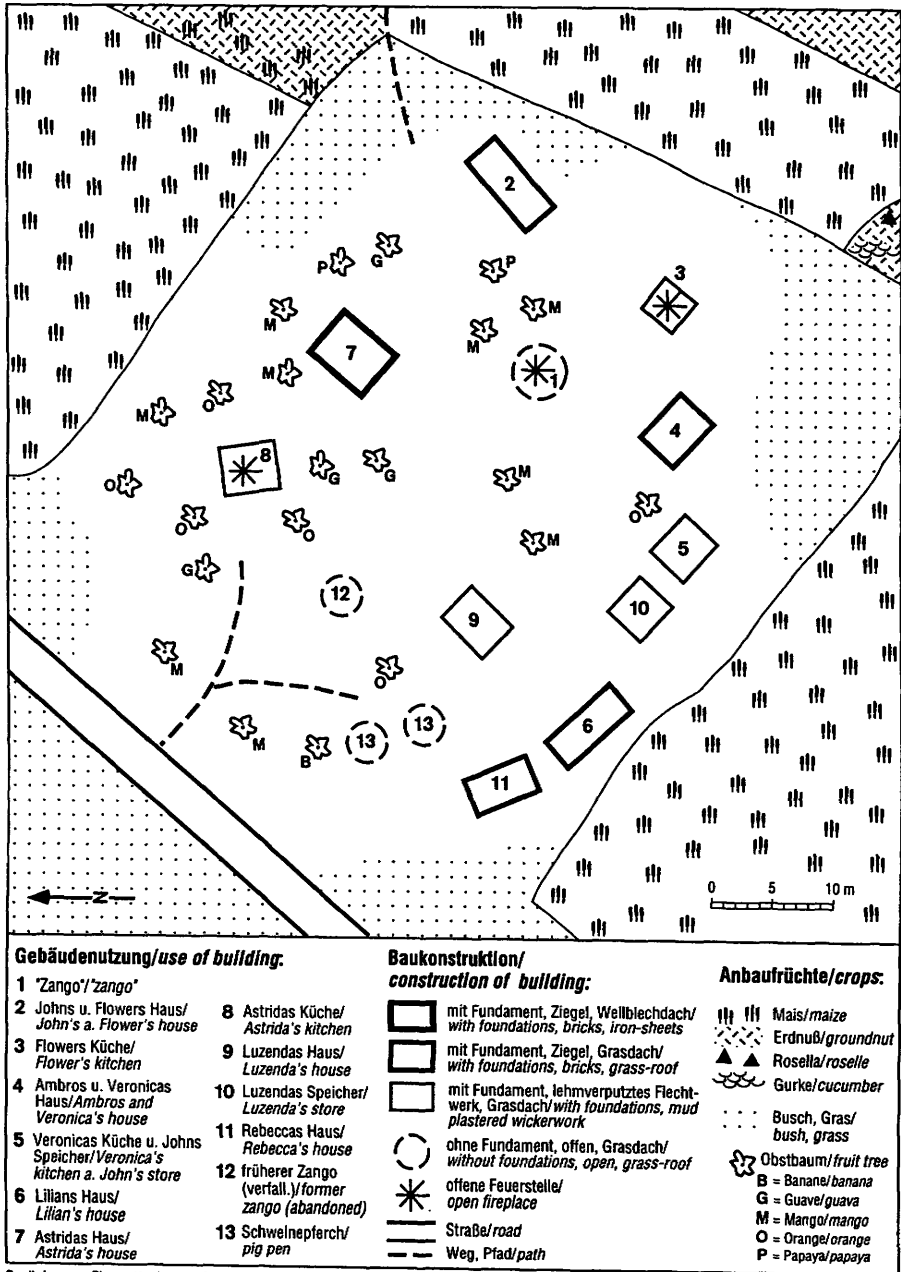 2
P
G
P
3
M
M
M
7
1
M
O
M
4
8
G
G
M
O
O
O
O
M
5
G
12
9
10
M
O
M
B
13
13
6
11
N
0 5 10 m
Gebäudenutzung/use of building:
1 "Zango"/"zango"
2 Johns u. Flowers Haus/
John's a. Flower's house
3 Flowers Küche/
Flower's kitchen
4 Ambros u. Veronicas
Haus/Ambros and
Veronica's house
5 Veronicas Küche u. Johns
Speicher/Veronica's
kitchen a. John's store
6 Lilians Haus/
Lilian's house
7 Astridas Haus/
Astrida's house
8 Astridas Küche/
Astrida's kitchen
9 Luzendas Haus/
Luzenda's house
10 Luzendas Speicher/
Luzenda's store
11 Rebeccas Haus/
Rebecca's house
12 früherer Zango
(verfall.)/former
zango (abandoned)
13 Schweinepferch/
pig pen
Baukonstruktion/
construction of building:
mit Fundament, Ziegel, Wellblechdach/
with foundations, bricks, iron-sheets
mit Fundament, Ziegel, Grasdach/
with foundations, bricks, grass-roof
mit Fundament, lehmverputztes Flecht-
werk, Grasdach/with foundations, mud
plastered wickerwork
ohne Fundament, offen, Grasdach/
without foundations, open, grass-roof
offene Feuerstelle/
open fireplace
Straße/road
Weg, Pfad/path
Anbaufrüchte/crops:
Mais/maize
Erdnuß/groundnut
Rosella/roselle
Gurke/cucumber
Busch, Gras/
bush, grass
Obstbaum/fruit tree
B = Banane/banana
G = Guave/guava
M = Mango/mango
O = Orange/orange
P = Papaya/papaya